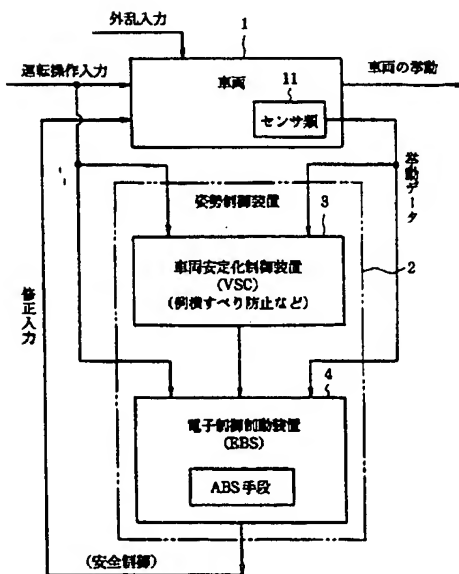 外乱入力
1
運転操作入力
車両
車両の挙動
11
センサ類
挙動データ
姿勢制御装置
3
車両安定化制御装置
(VSC)
(例横すべり防止など)
2
修正入力
4
電子制御制動装置
(EBS)
ABS手段
(安全制御)